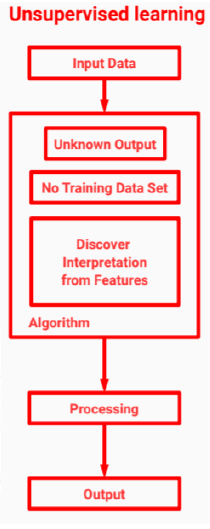 Unsupervised learning
Input Data
Unknown Output
No Training Data Set
Discover
Interpretation
from Features
Algorithm
Processing
Output